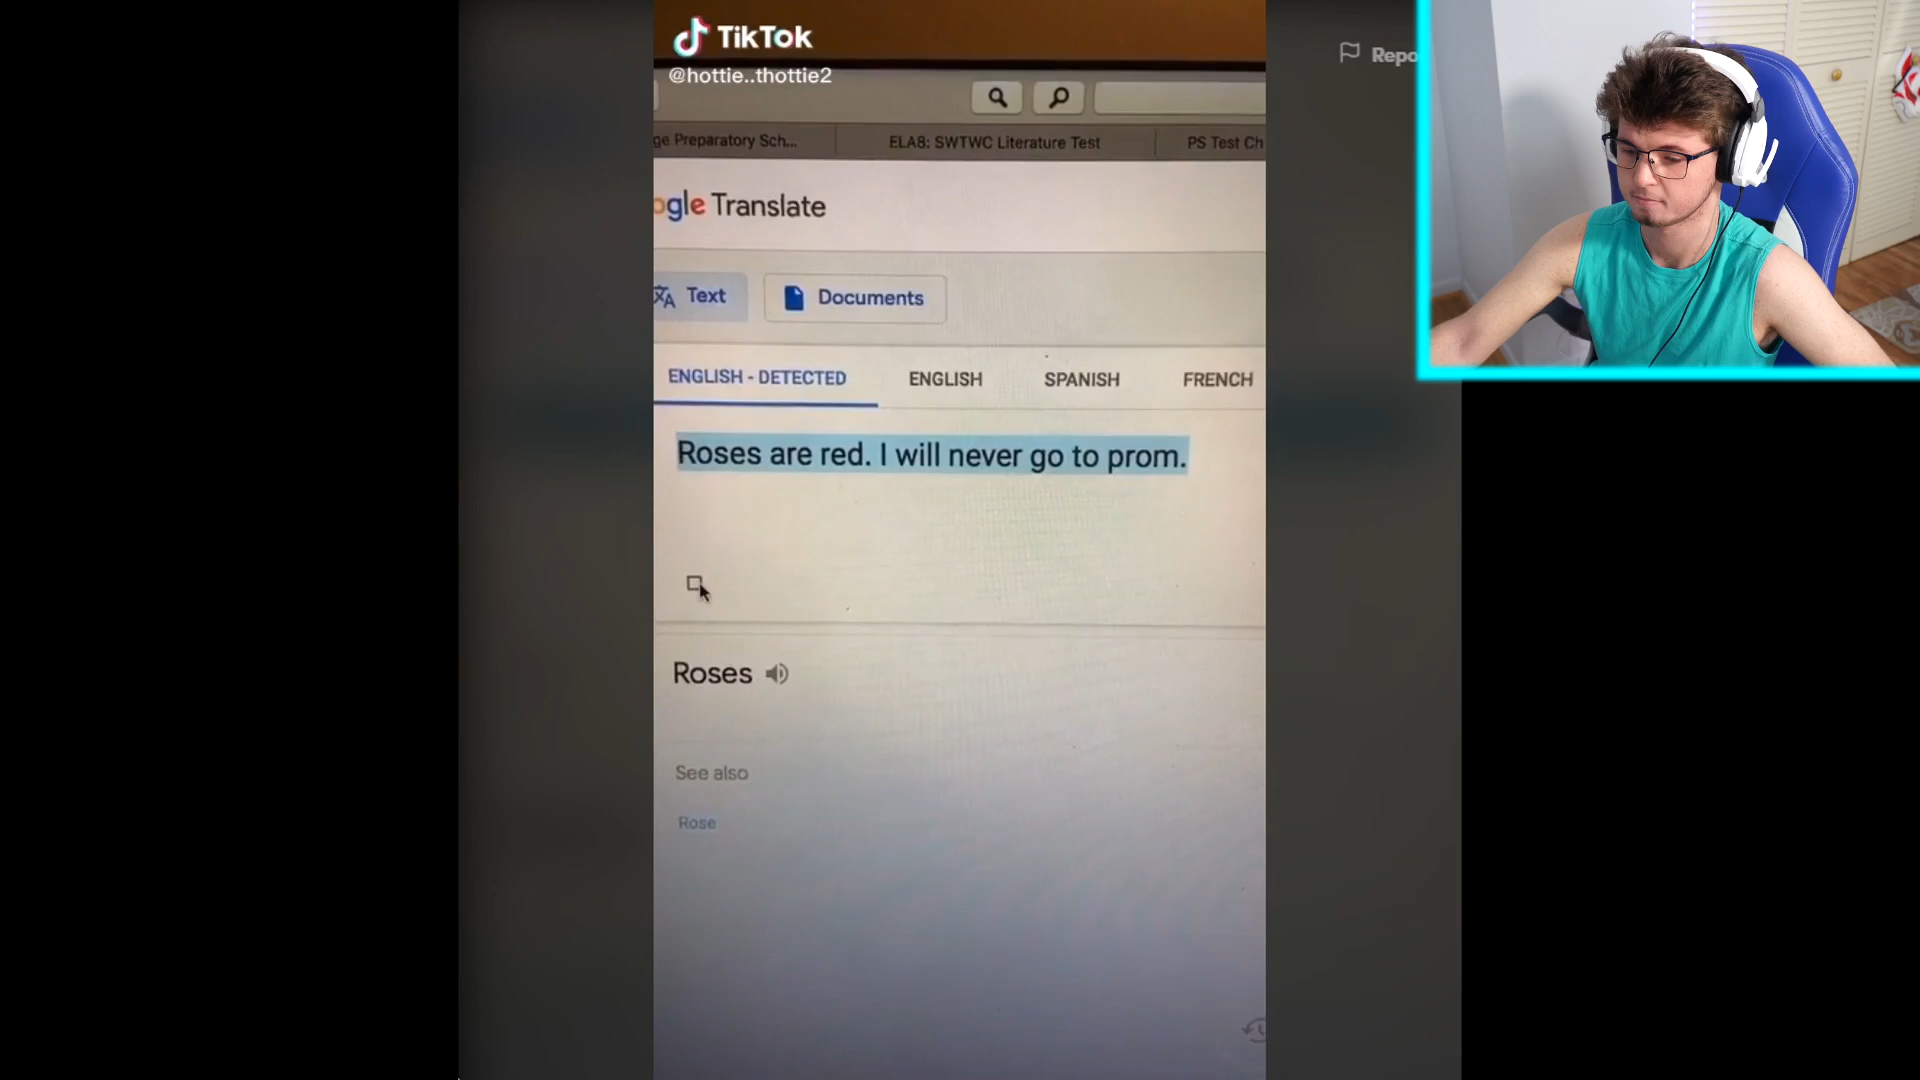 TikTok
@hottie..thottie2
Repo
ge Preparatory Sch...
ELA8: SWTWC Literature Test
PS Test Ch
ogle Translate
Text
Documents
ENGLISH - DETECTED
ENGLISH
SPANISH
FRENCH
Roses are red. I will never go to prom.
Roses
See also
Rose